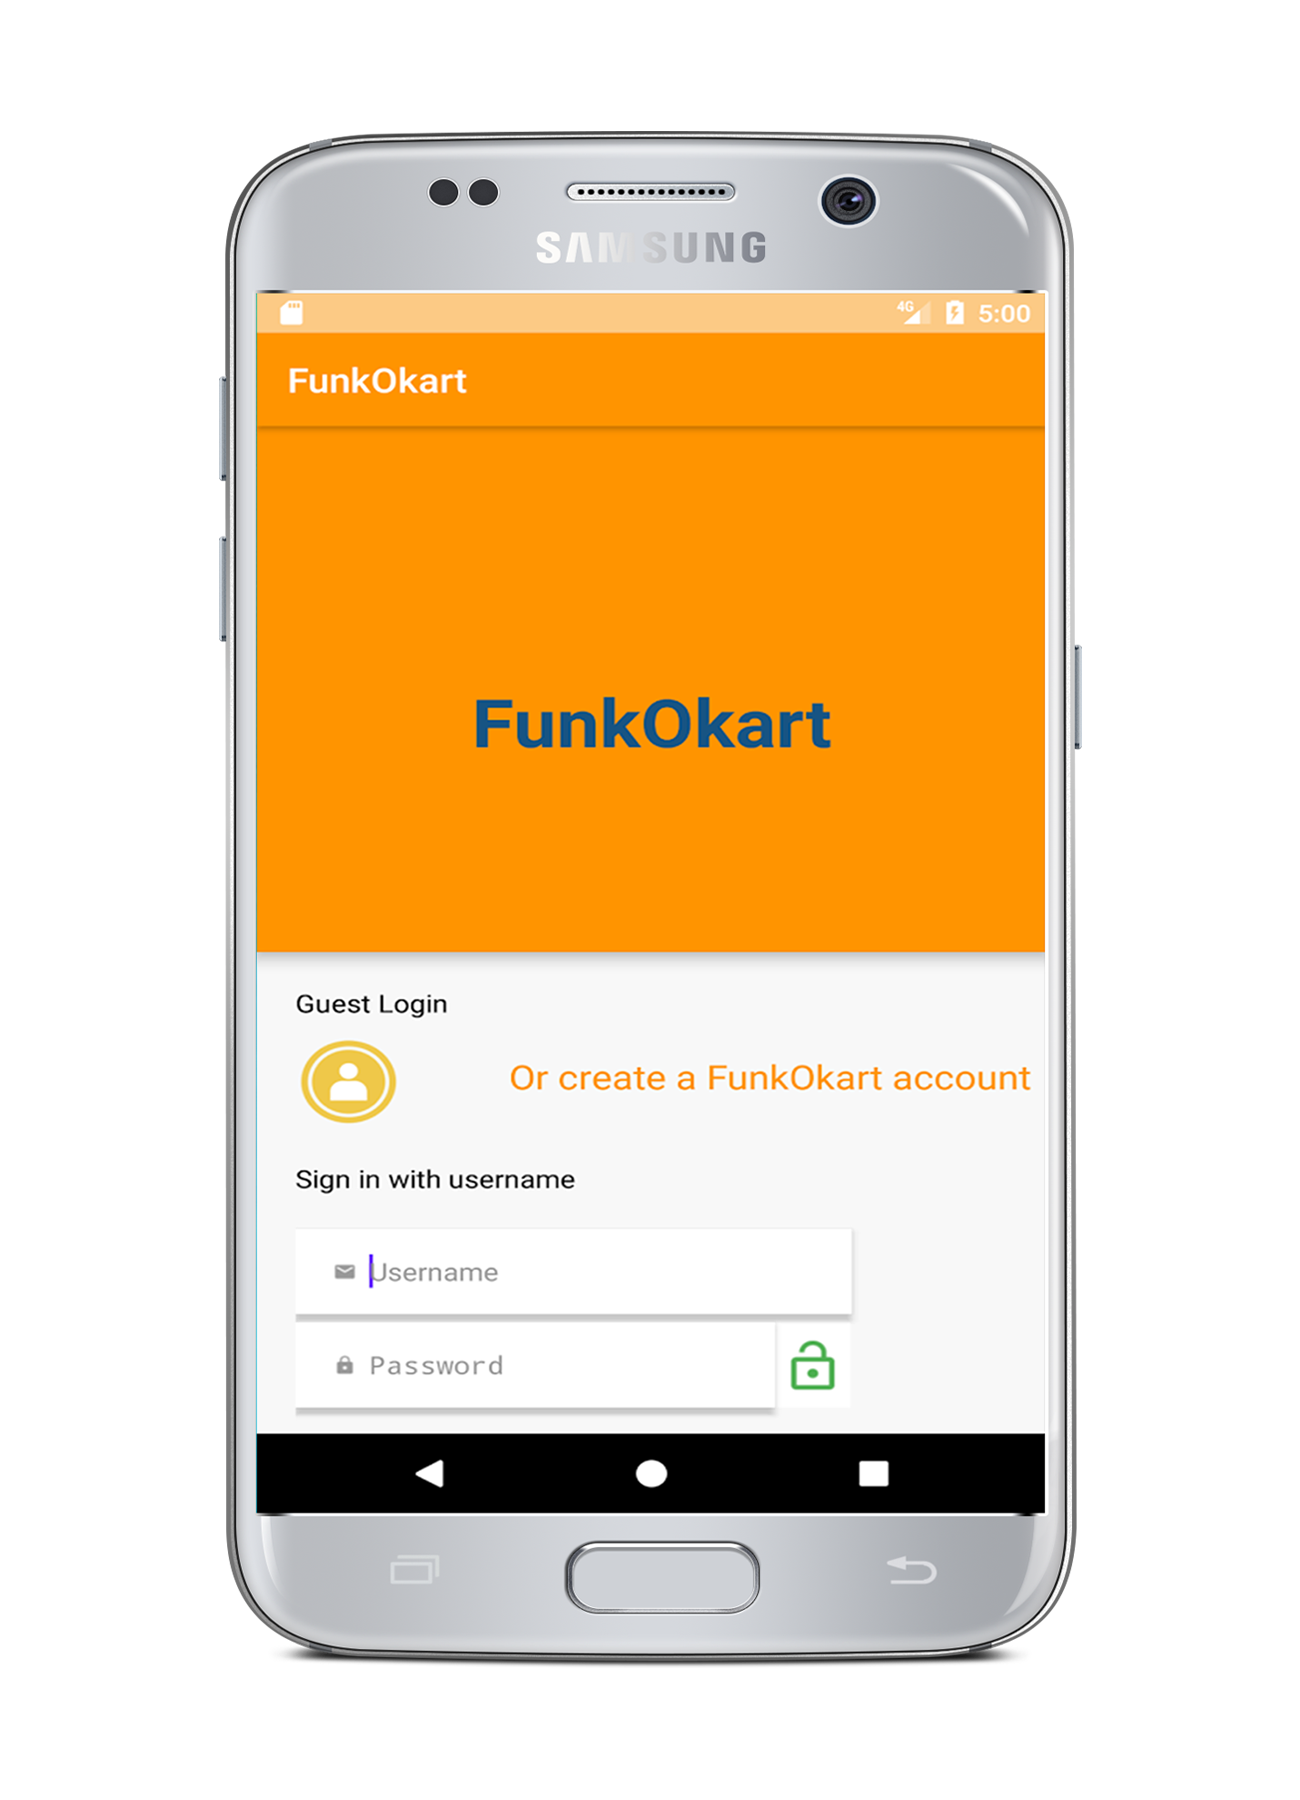 SAMSUNG
4G 5:00
FunkOkart
FunkOkart
Guest Login
Or create a FunkOkart account
Sign in with username
Username
Password